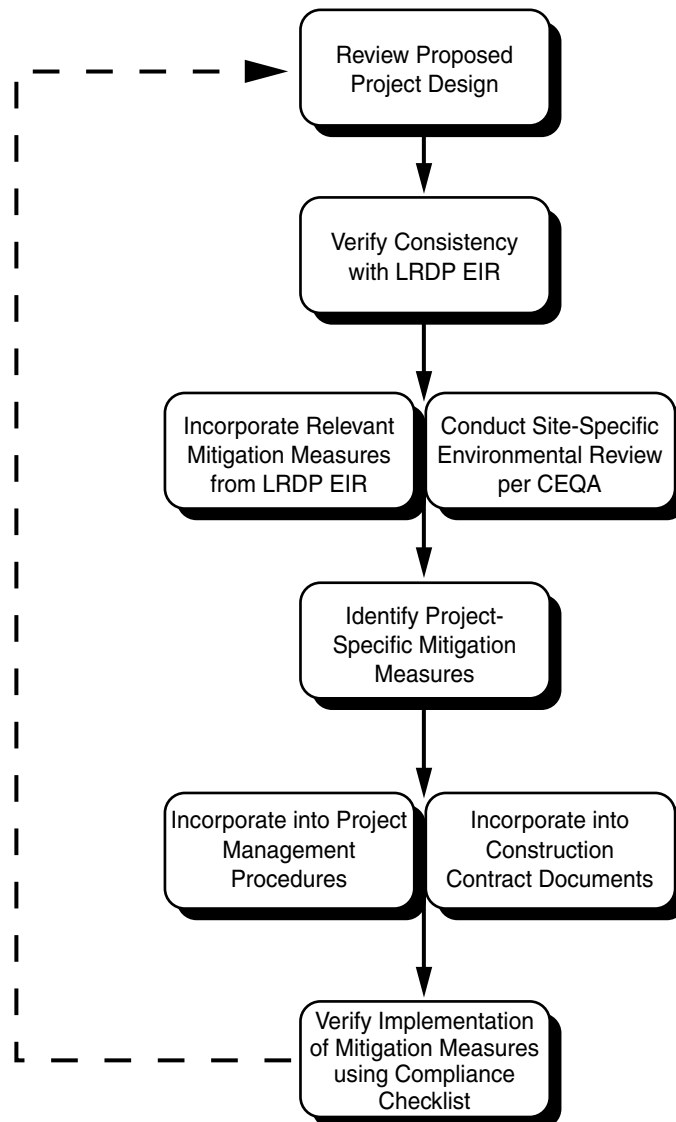 Review Proposed
Project Design
Verify Consistency
with LRDP EIR
Incorporate Relevant
Mitigation Measures
from LRDP EIR
Conduct Site-Specific
Environmental Review
per CEQA
Identify Project-
Specific Mitigation
Measures
Incorporate into Project
Management
Procedures
Incorporate into
Construction
Contract Documents
Verify Implementation
of Mitigation Measures
using Compliance
Checklist